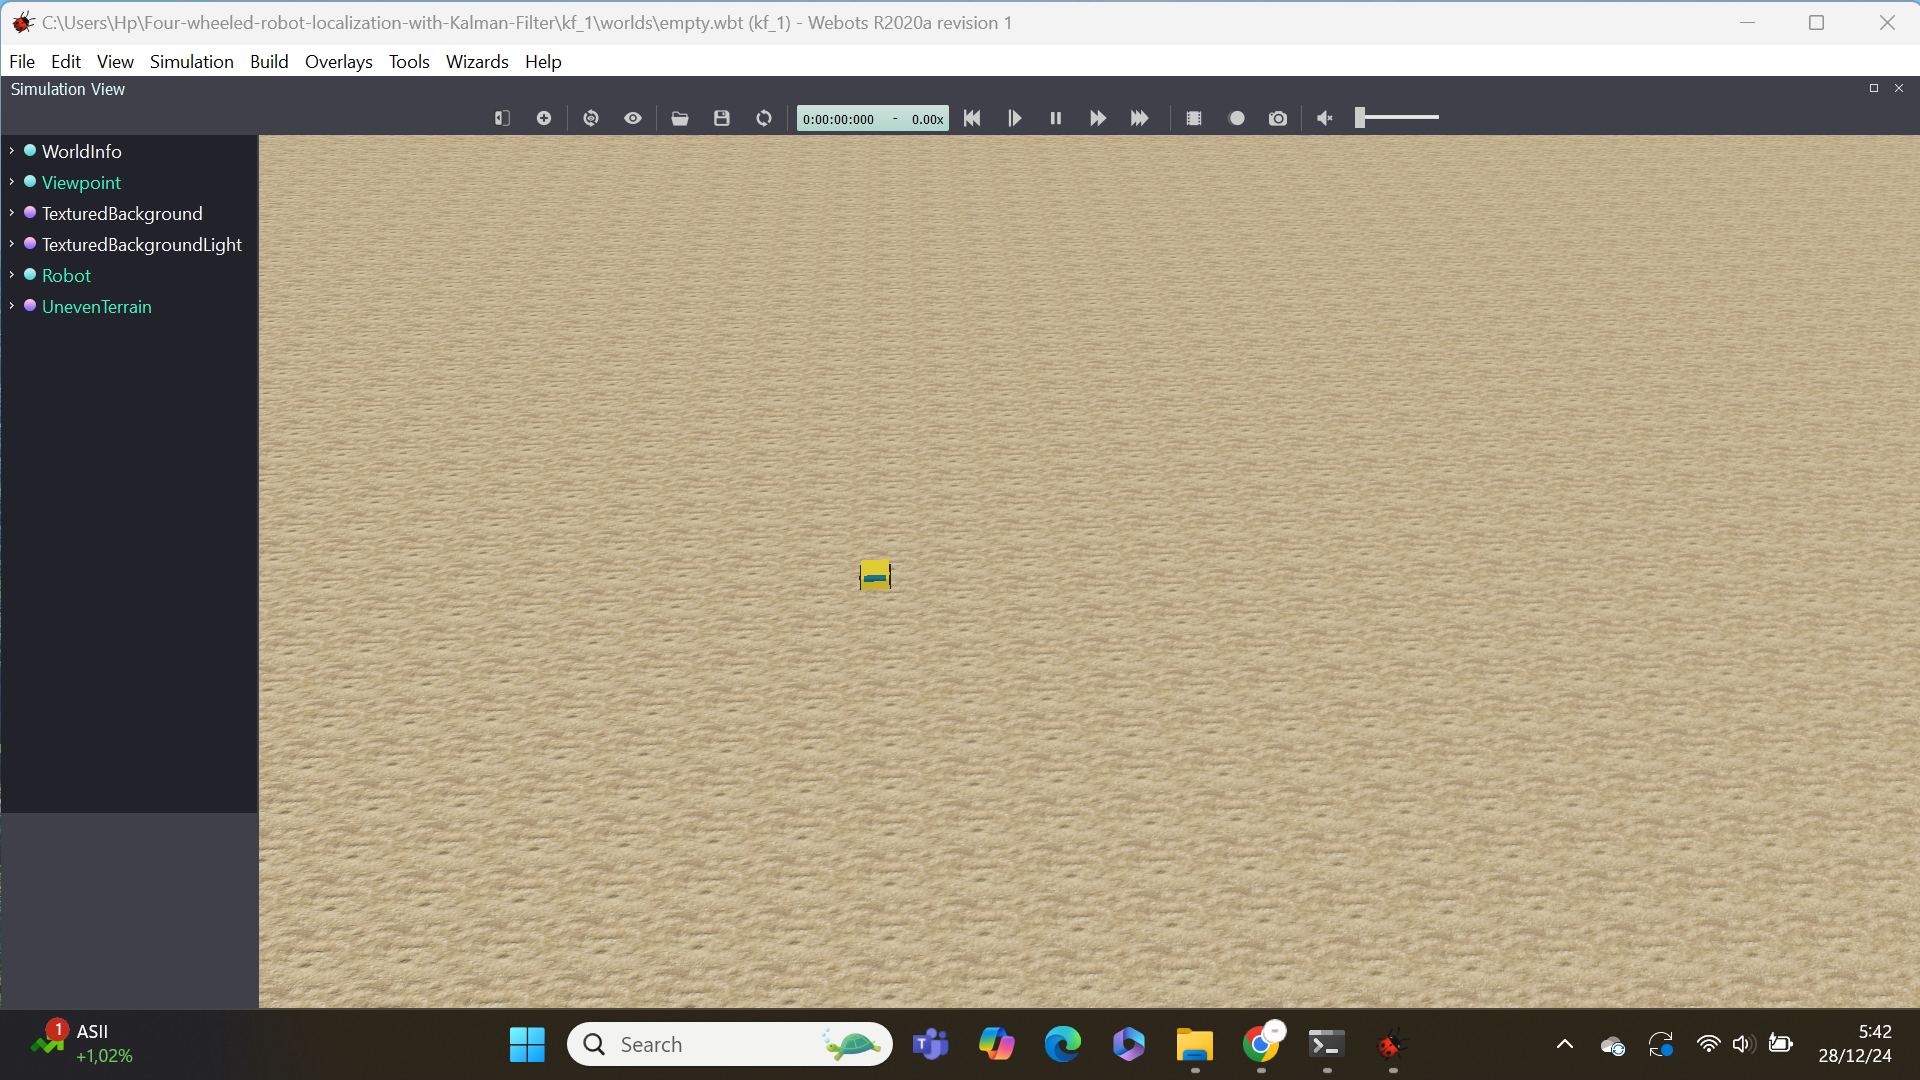 C:\Users\Hp\Four-wheeled-robot-localization-with-Kalman-Filter\kf_1\worlds\empty.wbt (kf_1) - Webots R2020a revision 1
File Edit View Simulation Build Overlays Tools Wizards Help
Simulation View
0:00:00:000 - 0.00x
WorldInfo
Viewpoint
TexturedBackground
TexturedBackgroundLight
Robot
UnevenTerrain
1
ASII
+1,02%
Search
5:42
28/12/24